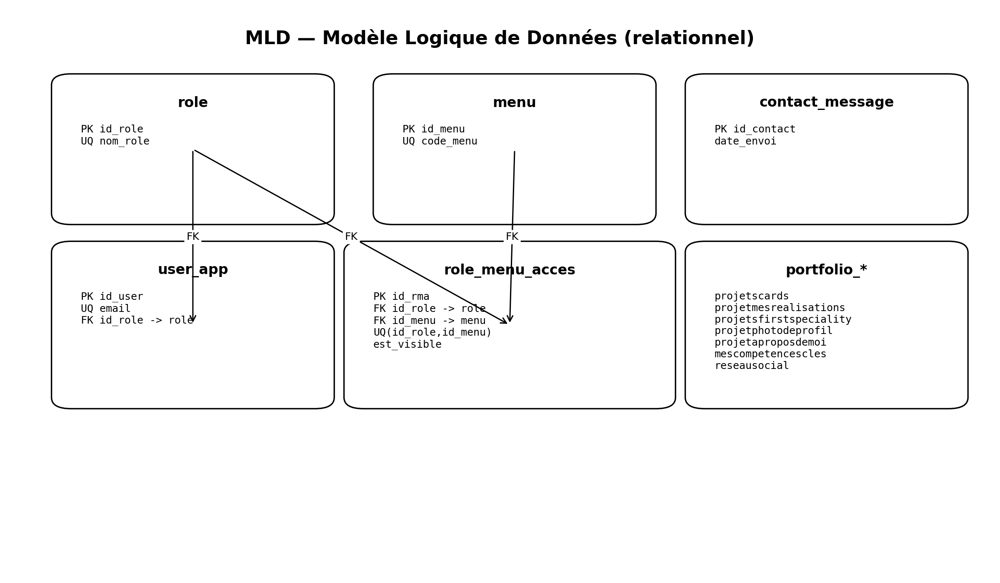 MLD — Modèle Logique de Données (relationnel)
role
PK id_role
UQ nom_role
menu
PK id_menu
UQ code_menu
contact_message
PK id_contact
date_envoi
FK
FK
FK
user_app
PK id_user
UQ email
FK id_role -> role
role_menu_acces
PK id_rma
FK id_role -> role
FK id_menu -> menu
UQ(id_role,id_menu)
est_visible
portfolio_*
projetscards
projetmesrealisations
projetsfirstspeciality
projetphotodeprofil
projetaproposdemoi
mescompetencescles
reseausocial